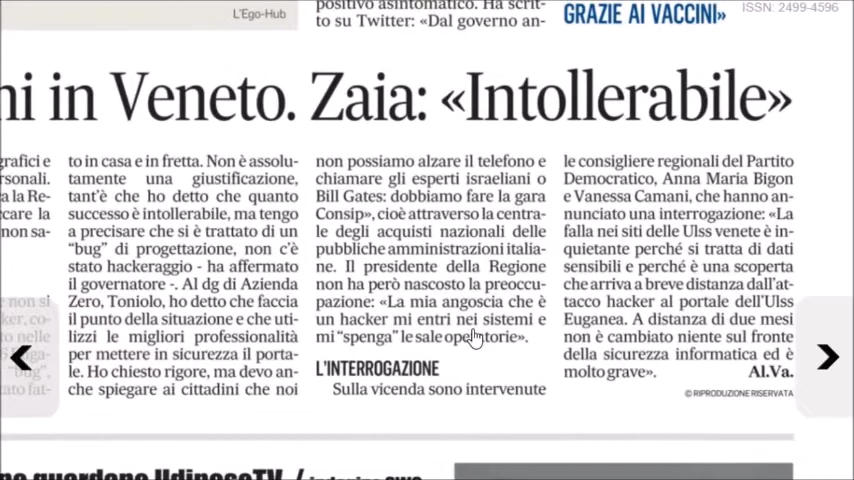 L'Ego-Hub
positivo asintomatico. Ha scrit-
to su Twitter: «Dal governo an-
GRAZIE AI VACCINI»
ISSN: 2499-4596
ni in Veneto. Zaia: «Intollerabile»
grafici e
rsonali.
a la Re-
care la
non sa-
non si
ker, co-
to nelle
"bug",
tato fat-
to in casa e in fretta. Non è assolu-
tamente una giustificazione,
tant'è che ho detto che quanto
successo è intollerabile, ma tengo
a precisare che si è trattato di un
"bug" di progettazione, non c'è
stato hackeraggio - ha affermato
il governatore -. Al dg di Azienda
Zero, Toniolo, ho detto che faccia
il punto della situazione e che uti-
lizzi le migliori professionalità
per mettere in sicurezza il porta-
le. Ho chiesto rigore, ma devo an-
che spiegare ai cittadini che noi
non possiamo alzare il telefono e
chiamare gli esperti israeliani o
Bill Gates: dobbiamo fare la gara
Consip», cioè attraverso la centra-
le degli acquisti nazionali delle
pubbliche amministrazioni italia-
ne. Il presidente della Regione
non ha però nascosto la preoccu-
pazione: «La mia angoscia che è
un hacker mi entri nei sistemi e
mi "spenga" le sale operatorie».
L'INTERROGAZIONE
Sulla vicenda sono intervenute
le consigliere regionali del Partito
Democratico, Anna Maria Bigon
e Vanessa Camani, che hanno an-
nunciato una interrogazione: «La
falla nei siti delle Ulss venete è in-
quietante perché si tratta di dati
sensibili e perché è una scoperta
che arriva a breve distanza dall'at-
tacco hacker al portale dell'Ulss
Euganea. A distanza di due mesi
non è cambiato niente sul fronte
della sicurezza informatica ed è
molto grave». Al.Va.
© RIPRODUZIONE RISERVATA